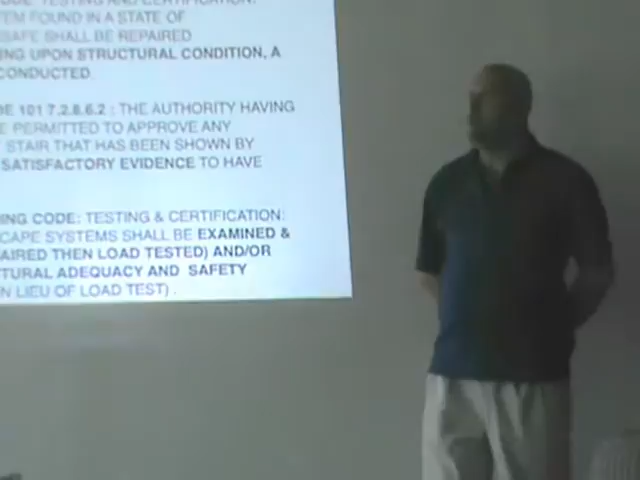 CODE: TESTING AND CERTIFICATION:
TEM FOUND IN A STATE OF
SAFE SHALL BE REPAIRED
NG UPON STRUCTURAL CONDITION, A
CONDUCTED.
DE 101 7.2.8.6.2 : THE AUTHORITY HAVING
E PERMITTED TO APPROVE ANY
STAIR THAT HAS BEEN SHOWN BY
SATISFACTORY EVIDENCE TO HAVE
ING CODE: TESTING & CERTIFICATION:
CAPE SYSTEMS SHALL BE EXAMINED &
AIRED THEN LOAD TESTED) AND/OR
TURAL ADEQUACY AND SAFETY
N LIEU OF LOAD TEST) .